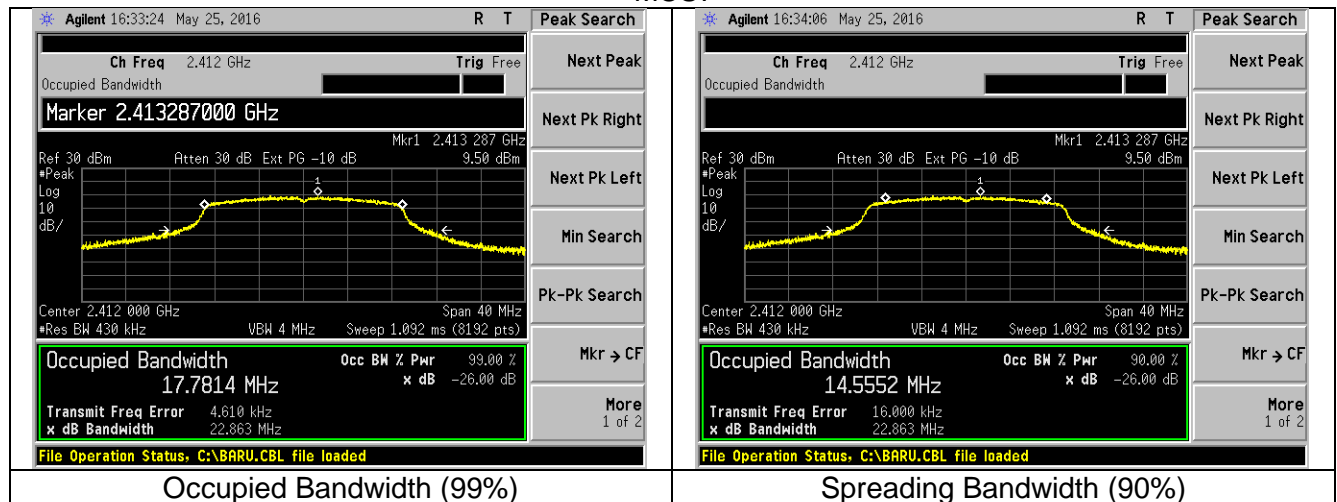 Agilent 16:33:24 May 25, 2016 R T
Peak Search
Ch Freq 2.412 GHz Trig Free
Occupied Bandwidth
Marker 2.413287000 GHz
Mkr1 2.413 287 GHz
Ref 30 dBm Atten 30 dB Ext PG -10 dB 9.50 dBm
#Peak
Log
10
dB/
1
Center 2.412 000 GHz Span 40 MHz
#Res BW 430 kHz VBW 4 MHz Sweep 1.092 ms (8192 pts)
Occupied Bandwidth Occ BW % Pwr 99.00 %
17.7814 MHz x dB -26.00 dB
Transmit Freq Error 4.610 kHz
x dB Bandwidth 22.863 MHz
File Operation Status, C:\BARU.CBL file loaded
Next Peak
Next Pk Right
Next Pk Left
Min Search
Pk-Pk Search
Mkr → CF
More
1 of 2
Occupied Bandwidth (99%)
Agilent 16:34:06 May 25, 2016 R T
Peak Search
Ch Freq 2.412 GHz Trig Free
Occupied Bandwidth
Mkr1 2.413 287 GHz
Ref 30 dBm Atten 30 dB Ext PG -10 dB 9.50 dBm
#Peak
Log
10
dB/
1
Center 2.412 000 GHz Span 40 MHz
#Res BW 430 kHz VBW 4 MHz Sweep 1.092 ms (8192 pts)
Occupied Bandwidth Occ BW % Pwr 90.00 %
14.5552 MHz x dB -26.00 dB
Transmit Freq Error 16.000 kHz
x dB Bandwidth 22.863 MHz
File Operation Status, C:\BARU.CBL file loaded
Next Peak
Next Pk Right
Next Pk Left
Min Search
Pk-Pk Search
Mkr → CF
More
1 of 2
Spreading Bandwidth (90%)